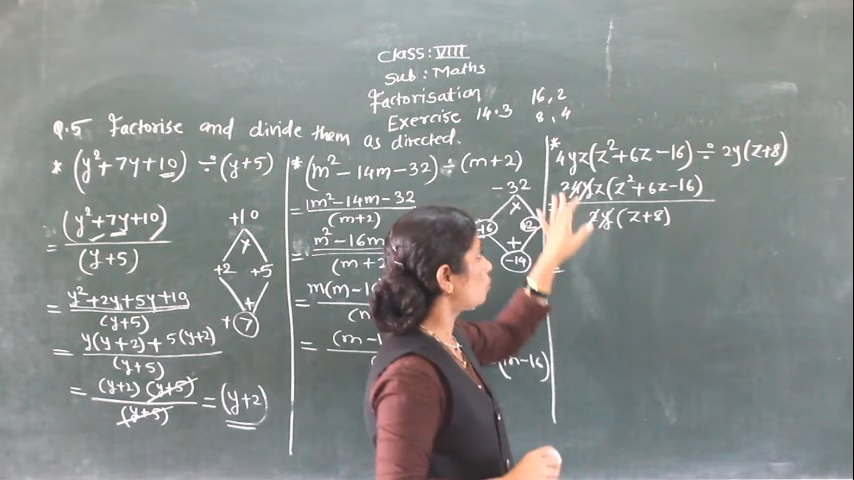 Class: VIII
Sub: Maths
Factorisation
Exercise 14.3
16, 2
8, 4
Q.5 Factorise and divide them as directed.
* (y²+7y+10) ÷ (y+5)
= (y²+7y+10)
(y+5)
+10
×
+2 +5
+
+7
= y²+2y+5y+10
(y+5)
= y(y+2)+5(y+2)
(y+5)
= (y+2)(y+5)
(y+5)
= (y+2)
* (m²-14m-32) ÷ (m+2)
= 1m²-14m-32
(m+2)
-32
×
-16 +2
+
-14
= m²-16m
(m+2
= m(m-16
= (m-1
(m-16)
* 4yz(z²+6z-16) ÷ 2y(z+8)
= 24yz(z²+6z-16)
2y(z+8)
=